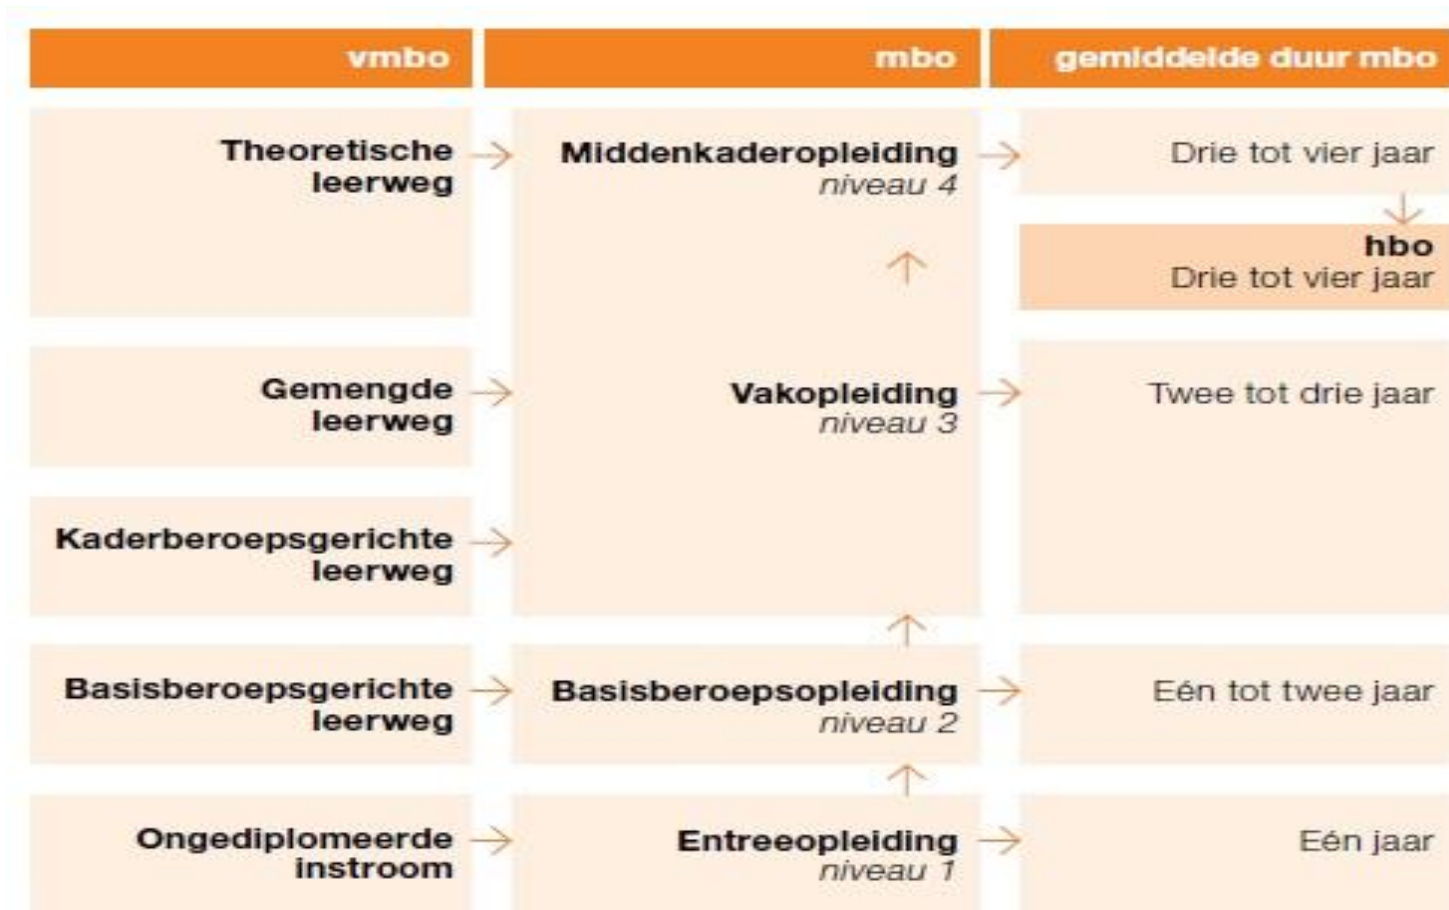 vmbo
mbo
gemiddelde duur mbo
Theoretische
leerweg
Middenkaderopleiding
niveau 4
Drie tot vier jaar
hbo
Drie tot vier jaar
Gemengde
leerweg
Vakopleiding
niveau 3
Twee tot drie jaar
Kaderberoepsgerichte
leerweg
Basisberoepsgerichte
leerweg
Basisberoepsopleiding
niveau 2
Eén tot twee jaar
Ongediplomeerde
instroom
Entreeopleiding
niveau 1
Eén jaar